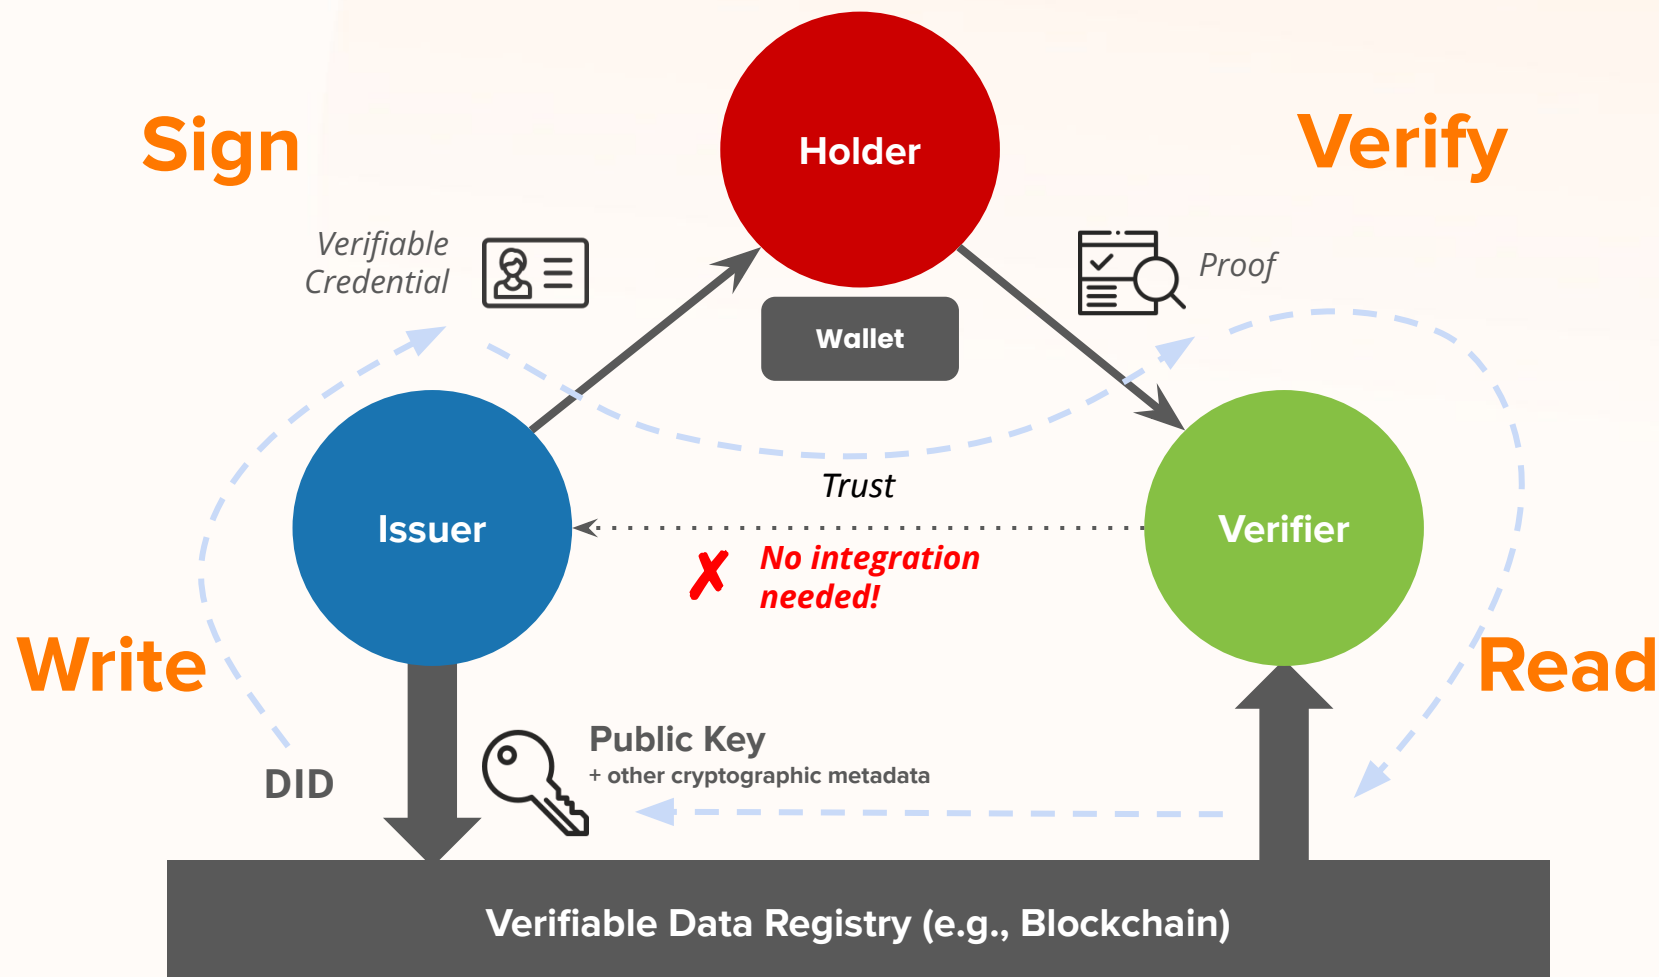 Sign
Holder
Verify
Verifiable
Credential
Proof
Wallet
Trust
Issuer
Verifier
No integration
needed!
Write
Read
DID
Public Key
+ other cryptographic metadata
Verifiable Data Registry (e.g., Blockchain)